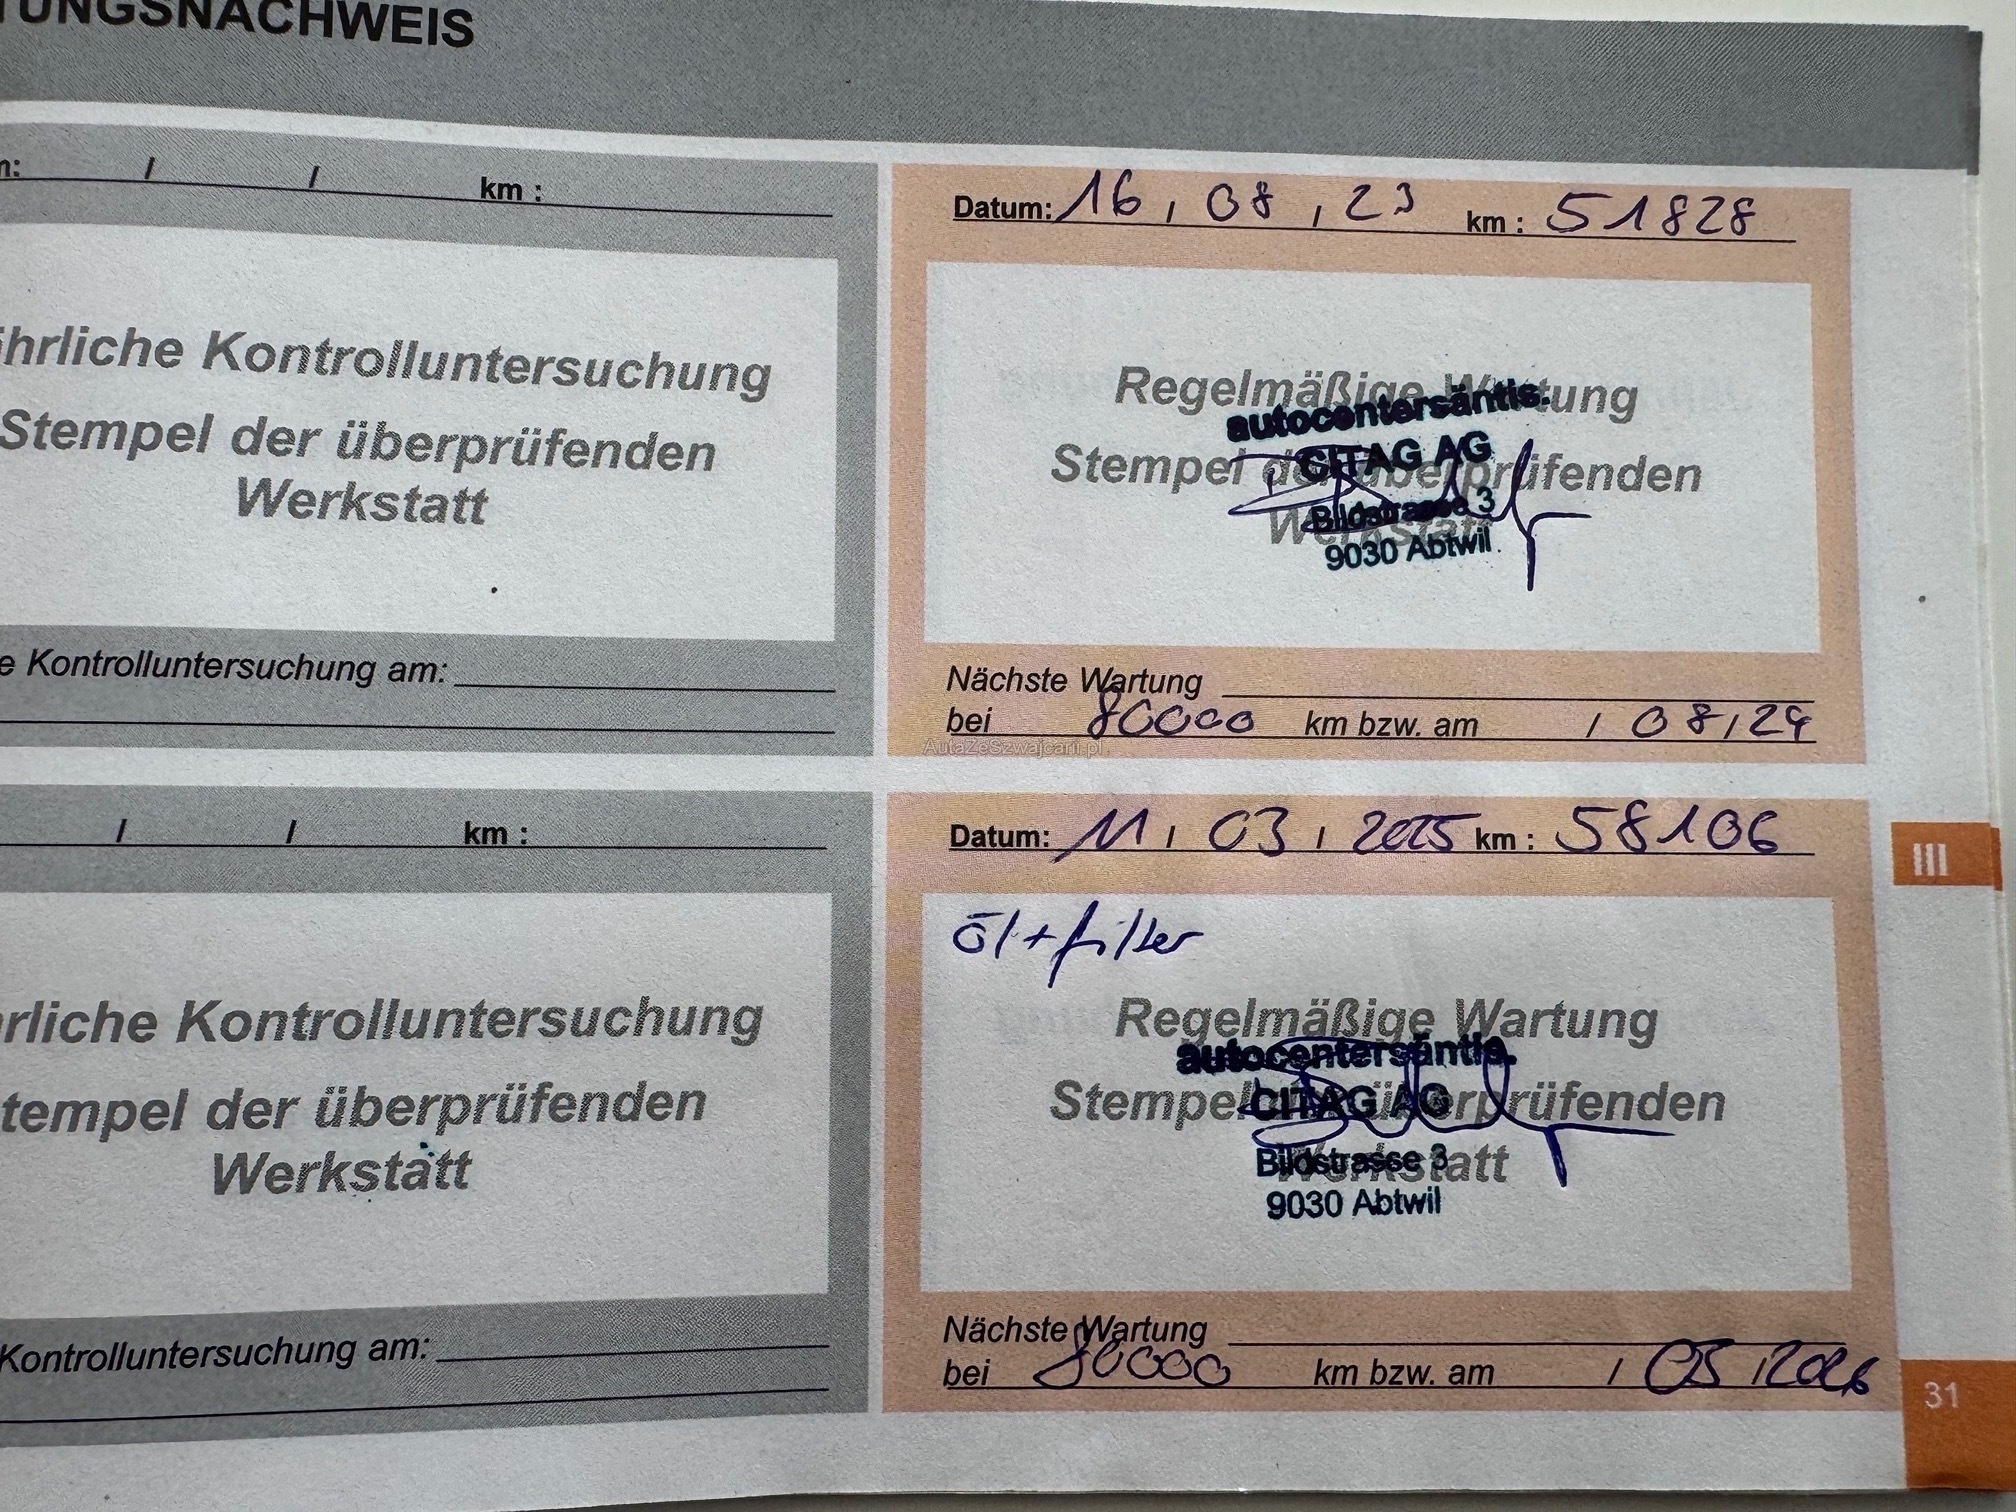 TUNGSNACHWEIS
/ / km :
ährliche Kontrolluntersuchung
Stempel der überprüfenden
Werkstatt
e Kontrolluntersuchung am:
Datum: 16 / 08 / 23 km : 51828
Regelmäßige Wartung
Stempel der überprüfenden
Werkstatt
autocentersäntis.
CITAG AG
Bildstrasse 3
9030 Abtwil
Nächste Wartung
bei 80000 km bzw. am / 08 / 24
AutaZeSzwajcarii.pl
/ / km :
rliche Kontrolluntersuchung
tempel der überprüfenden
Werkstatt
Kontrolluntersuchung am:
Datum: 11 / 03 / 2025 km : 58106
Öl + filter
Regelmäßige Wartung
Stempel der überprüfenden
Werkstatt
autocentersäntis.
CITAG AG
Bildstrasse 3
9030 Abtwil
Nächste Wartung
bei 80000 km bzw. am / 03 / 2026
III
31